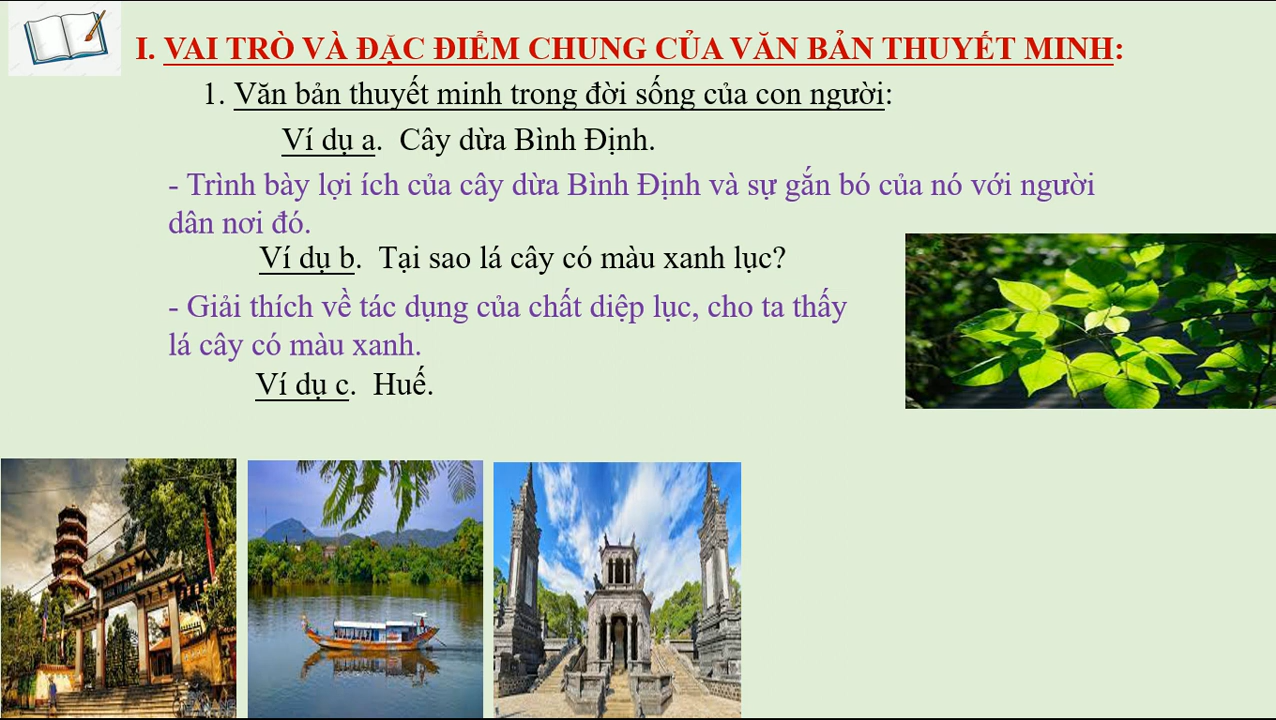 I. VAI TRÒ VÀ ĐẶC ĐIỂM CHUNG CỦA VĂN BẢN THUYẾT MINH:
1. Văn bản thuyết minh trong đời sống của con người:
Ví dụ a. Cây dừa Bình Định.
- Trình bày lợi ích của cây dừa Bình Định và sự gắn bó của nó với người
dân nơi đó.
Ví dụ b. Tại sao lá cây có màu xanh lục?
- Giải thích về tác dụng của chất diệp lục, cho ta thấy
lá cây có màu xanh.
Ví dụ c. Huế.